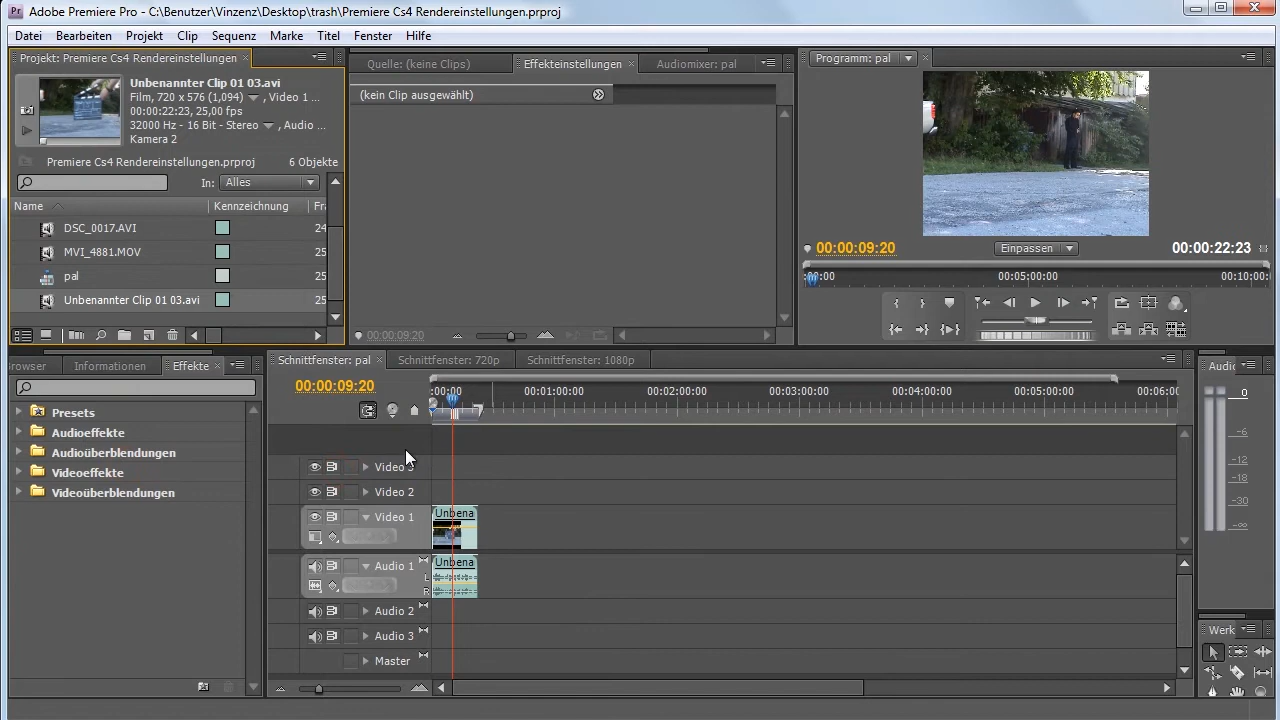 Adobe Premiere Pro - C:\Benutzer\Vinzenz\Desktop\trash\Premiere Cs4 Rendereinstellungen.prproj
Datei Bearbeiten Projekt Clip Sequenz Marke Titel Fenster Hilfe
Projekt: Premiere Cs4 Rendereinstellungen
Unbenannter Clip 01 03.avi
Film, 720 x 576 (1,094) , Video 1 ...
00:00:22:23, 25,00 fps
32000 Hz - 16 Bit - Stereo , Audio ...
Kamera 2
Premiere Cs4 Rendereinstellungen.prproj 6 Objekte
In: Alles
Name Kennzeichnung Fr
DSC_0017.AVI 24
MVI_4881.MOV 25
pal 25
Unbenannter Clip 01 03.avi 25
Quelle: (keine Clips) Effekteinstellungen Audiomixer: pal
(kein Clip ausgewählt)
00:00:09:20
Programm: pal
00:00:09:20 Einpassen 00:00:22:23
:00:00 00:05:00:00 00:10:00:
rowser Informationen Effekte
Presets
Audioeffekte
Audioüberblendungen
Videoeffekte
Videoüberblendungen
Schnittfenster: pal Schnittfenster: 720p Schnittfenster: 1080p
00:00:09:20
:00:00 00:01:00:00 00:02:00:00 00:03:00:00 00:04:00:00 00:05:00:00 00:06:
Video 3
Video 2
Video 1 Unbena
Audio 1 Unbena
L
R
Audio 2
Audio 3
Master
Audio
0
-6
-12
-18
-30
-∞
Werk